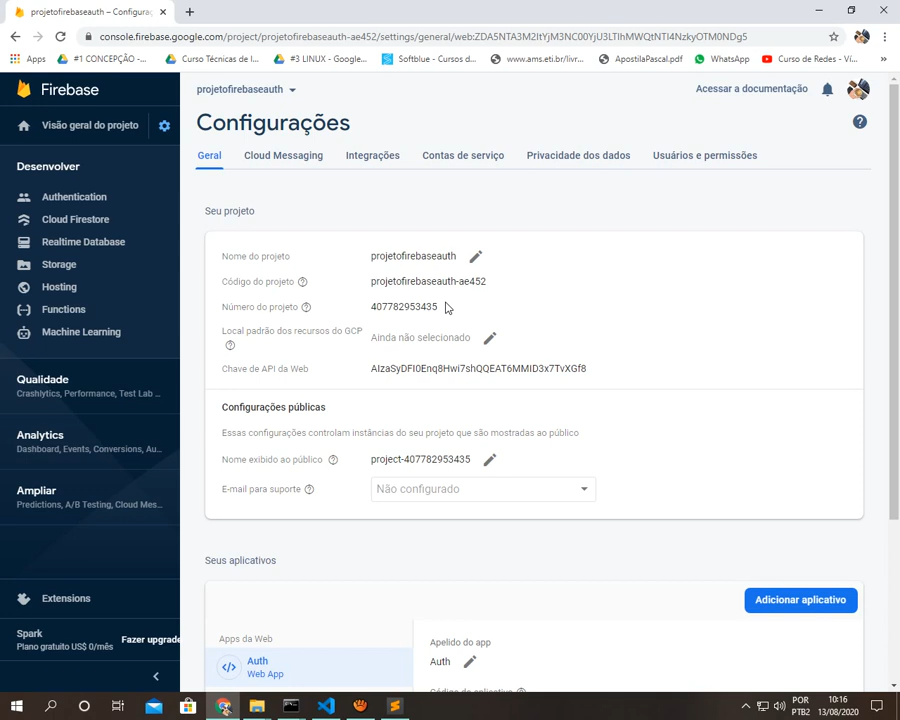 projetofirebaseauth – Configuraç
console.firebase.google.com/project/projetofirebaseauth-ae452/settings/general/web:ZDA5NTA3M2ItYjM3NC00YjU3LTlhMWQtNTI4NzkyOTM0NDg5
Apps
#1 CONCEPÇÃO -...
Curso Técnicas de I...
#3 LINUX - Google...
Softblue - Cursos d...
www.ams.eti.br/livr...
ApostilaPascal.pdf
WhatsApp
Curso de Redes - Ví...
»
Firebase
projetofirebaseauth
Acessar a documentação
Visão geral do projeto
Configurações
Geral
Cloud Messaging
Integrações
Contas de serviço
Privacidade dos dados
Usuários e permissões
Desenvolver
Authentication
Cloud Firestore
Realtime Database
Storage
Hosting
Functions
Machine Learning
Qualidade
Crashlytics, Performance, Test Lab ...
Analytics
Dashboard, Events, Conversions, Au...
Ampliar
Predictions, A/B Testing, Cloud Mes...
Extensions
Spark
Plano gratuito US$ 0/mês
Fazer upgrade
Seu projeto
Nome do projeto
projetofirebaseauth
Código do projeto
projetofirebaseauth-ae452
Número do projeto
407782953435
Local padrão dos recursos do GCP
Ainda não selecionado
Chave de API da Web
AIzaSyDFI0Enq8Hwi7shQQEAT6MMID3x7TvXGf8
Configurações públicas
Essas configurações controlam instâncias do seu projeto que são mostradas ao público
Nome exibido ao público
project-407782953435
E-mail para suporte
Não configurado
Seus aplicativos
Adicionar aplicativo
Apps da Web
Auth
Web App
Apelido do app
Auth
POR
PTB2
10:16
13/08/2020